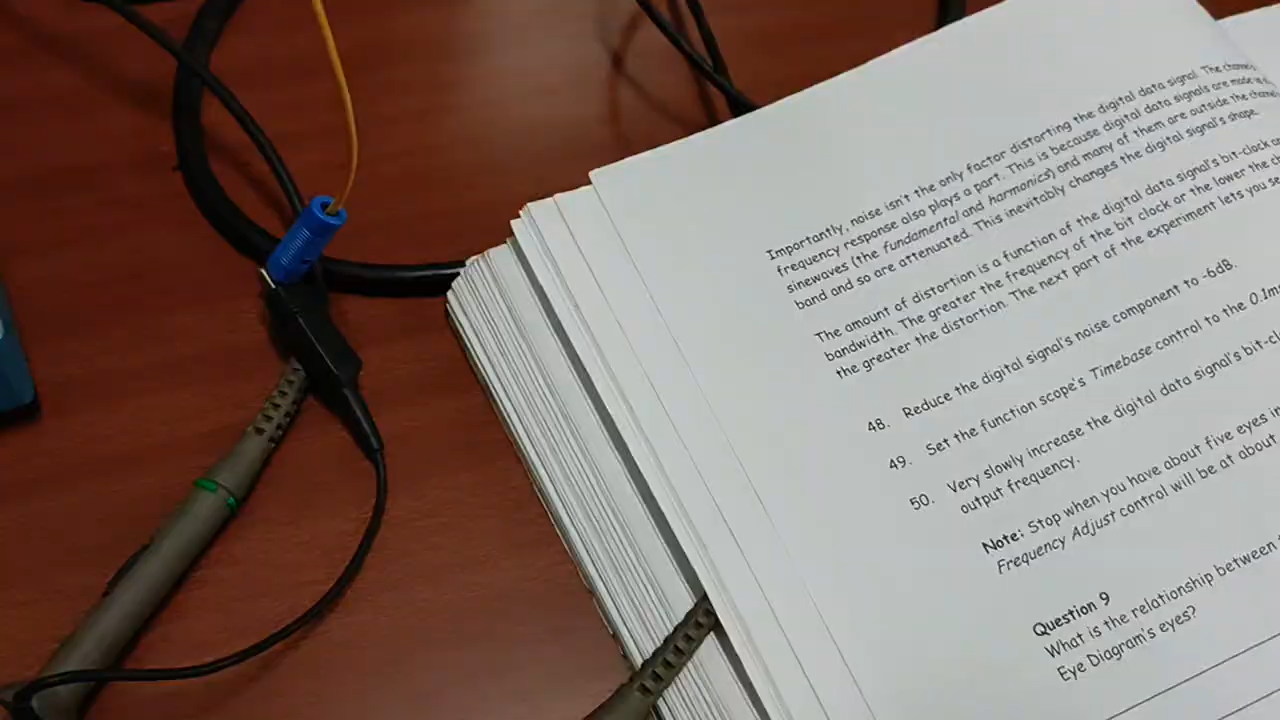 Importantly, noise isn't the only factor distorting the digital data signal. The channel's
frequency response also plays a part. This is because digital data signals are made up of
sinewaves (the fundamental and harmonics) and many of them are outside the channel
band and so are attenuated. This inevitably changes the digital signal's shape.
The amount of distortion is a function of the digital data signal's bit-clock
bandwidth. The greater the frequency of the bit clock or the lower the
the greater the distortion. The next part of the experiment lets you
48. Reduce the digital signal's noise component to -6dB.
49. Set the function scope's Timebase control to the 0.1m
50. Very slowly increase the digital data signal's
output frequency.
Note: Stop when you have about five eyes in
Frequency Adjust control will be at about
Question 9
What is the relationship between
Eye Diagram's eyes?